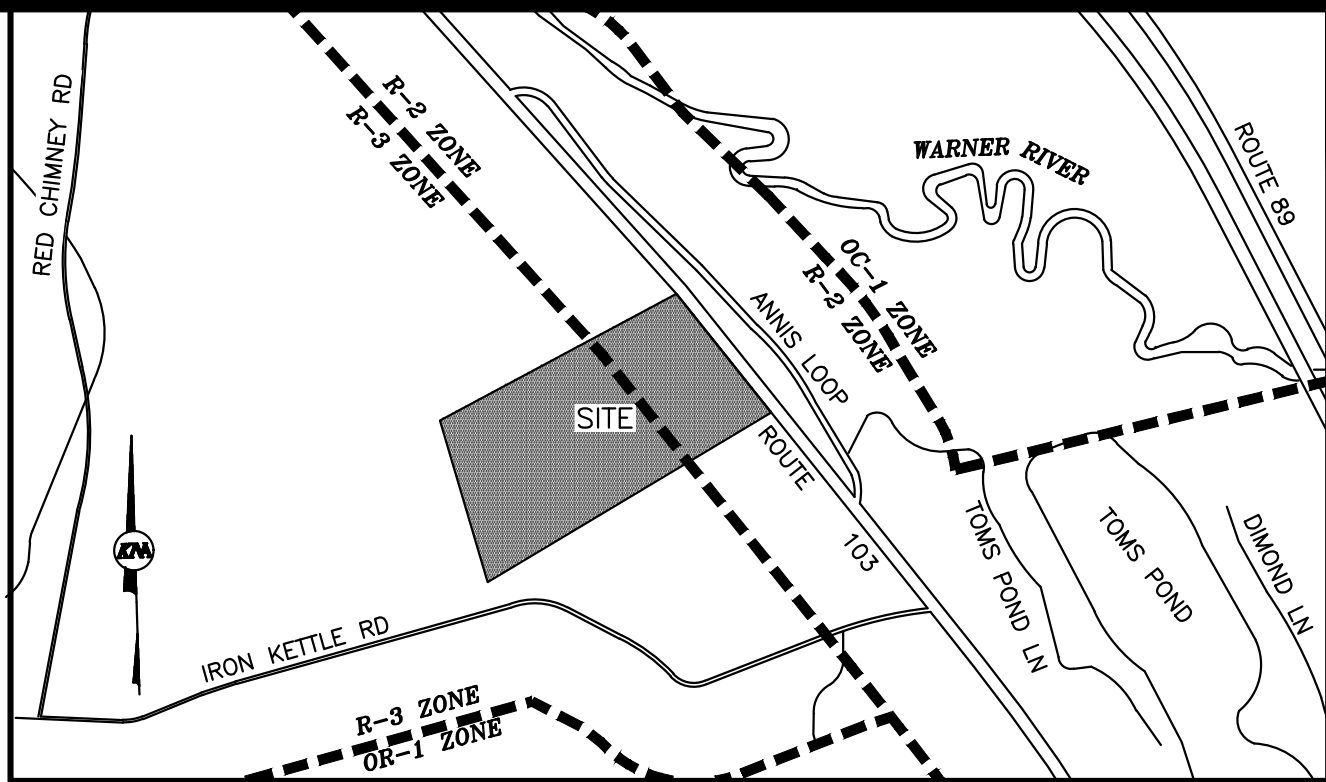 RED CHIMNEY RD
R-2 ZONE
R-3 ZONE
WARNER RIVER
ROUTE 89
OC-1 ZONE
R-2 ZONE
ANNIS LOOP
SITE
ROUTE
103
KNA
TOMS POND LN
TOMS POND
DIMOND LN
IRON KETTLE RD
R-3 ZONE
OR-1 ZONE